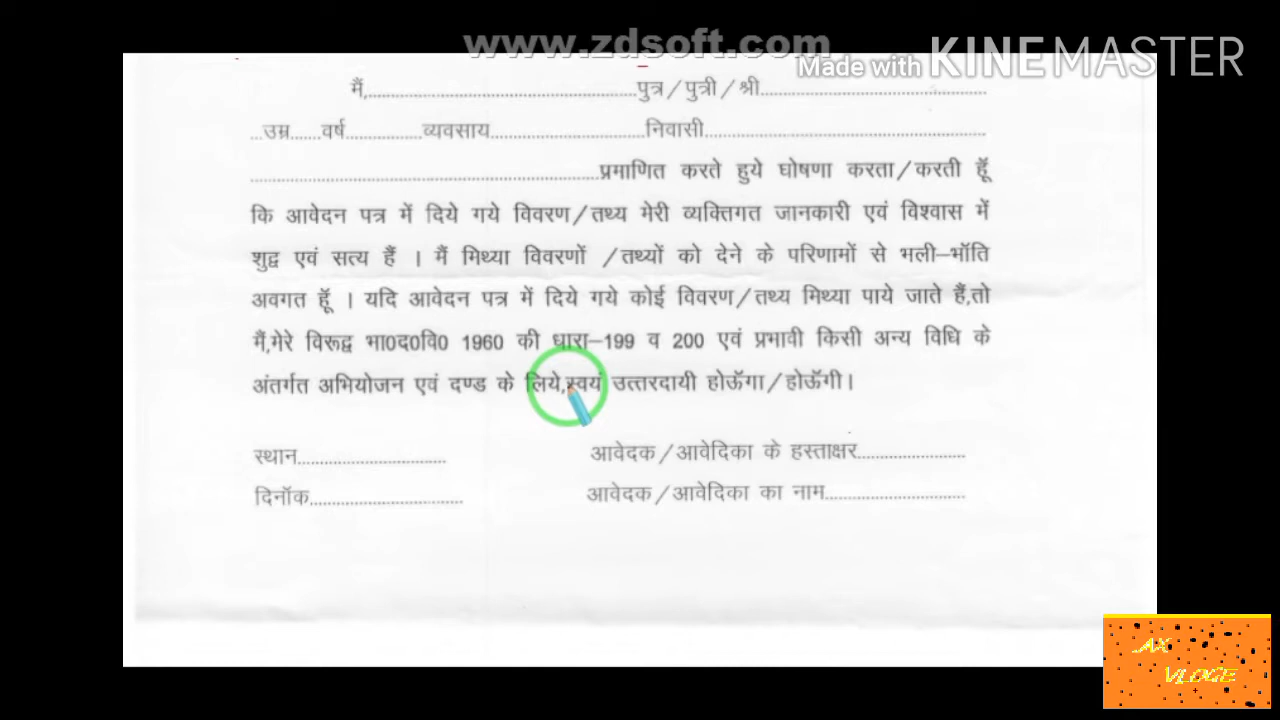 www.zdsoft.com
Made with KINEMASTER
मैं,........................................पुत्र/पुत्री/श्री........................................
..उम्र......वर्ष.............व्यवसाय..........................निवासी................................................
............................................................प्रमाणित करते हुये घोषणा करता/करती हूॅं
कि आवेदन पत्र में दिये गये विवरण/तथ्य मेरी व्यक्तिगत जानकारी एवं विश्वास में
शुद्व एवं सत्य हैं । मैं मिथ्या विवरणों /तथ्यों को देने के परिणामों से भली–भॉति
अवगत हूॅं । यदि आवेदन पत्र में दिये गये कोई विवरण/तथ्य मिथ्या पाये जाते हैं,तो
मैं,मेरे विरूद्व भा0द0वि0 1960 की धारा–199 व 200 एवं प्रभावी किसी अन्य विधि के
अंतर्गत अभियोजन एवं दण्ड के लिये,स्वयं उत्तरदायी होऊॅंगा/होऊॅंगी।
स्थान.............................. आवेदक/आवेदिका के हस्ताक्षर......................
दिनॉक............................... आवेदक/आवेदिका का नाम............................
AX
VLOGE